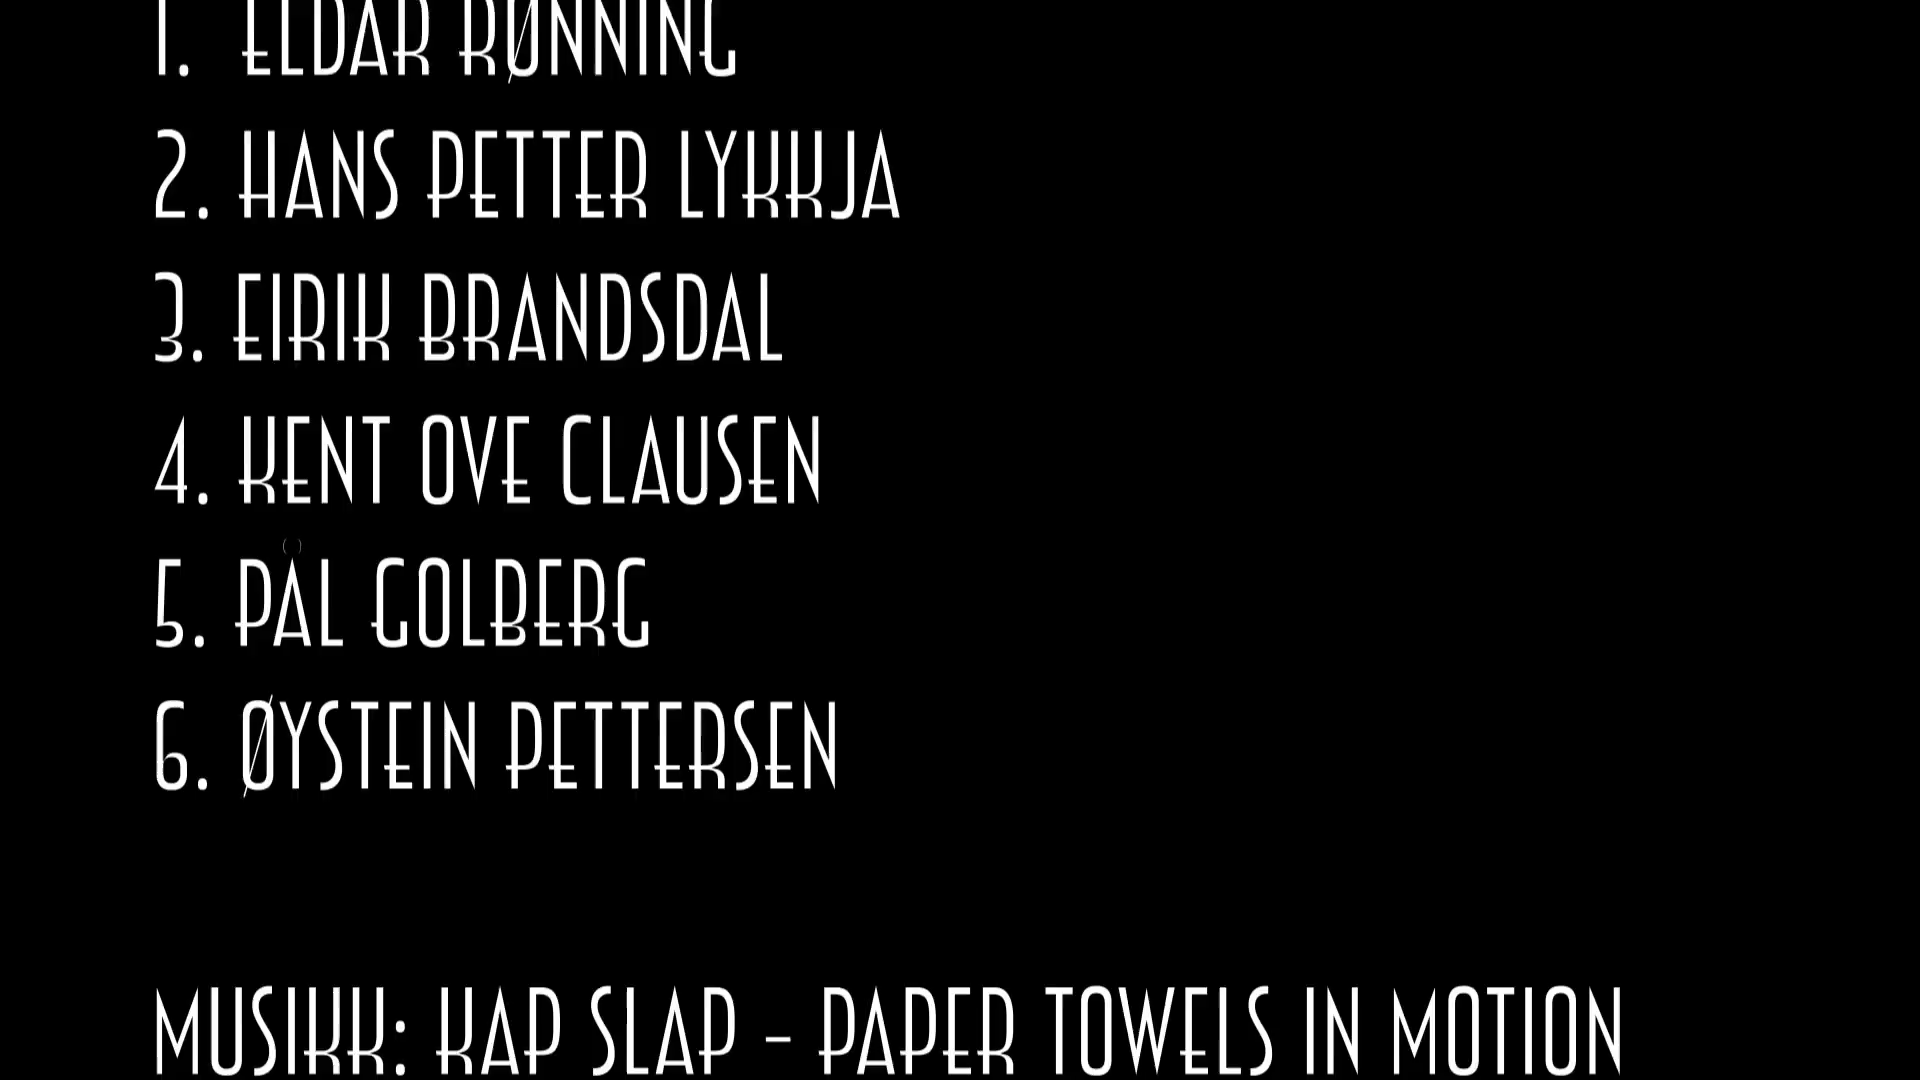 1. ELDAR RØNNING
2. HANS PETTER LYKKJA
3. EIRIK BRANDSDAL
4. KENT OVE CLAUSEN
5. PÅL GOLBERG
6. ØYSTEIN PETTERSEN
MUSIKK: KAP SLAP - PAPER TOWELS IN MOTION